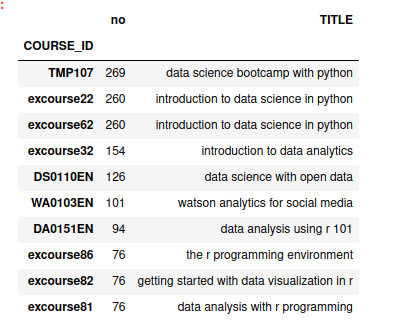 :
no TITLE
COURSE_ID
TMP107 269 data science bootcamp with python
excourse22 260 introduction to data science in python
excourse62 260 introduction to data science in python
excourse32 154 introduction to data analytics
DS0110EN 126 data science with open data
WA0103EN 101 watson analytics for social media
DA0151EN 94 data analysis using r 101
excourse86 76 the r programming environment
excourse82 76 getting started with data visualization in r
excourse81 76 data analysis with r programming